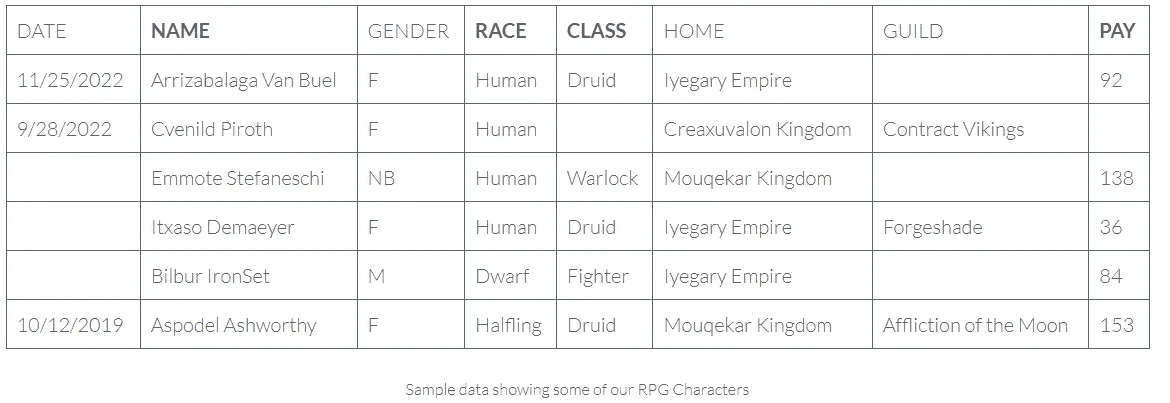 DATE NAME GENDER RACE CLASS HOME GUILD PAY
11/25/2022 Arrizabalaga Van Buel F Human Druid Iyegary Empire 92
9/28/2022 Cvenild Piroth F Human Creaxuvalon Kingdom Contract Vikings
Emmote Stefaneschi NB Human Warlock Mouqekar Kingdom 138
Itxaso Demaeyer F Human Druid Iyegary Empire Forgeshade 36
Bilbur IronSet M Dwarf Fighter Iyegary Empire 84
10/12/2019 Aspodel Ashworthy F Halfling Druid Mouqekar Kingdom Affliction of the Moon 153
Sample data showing some of our RPG Characters